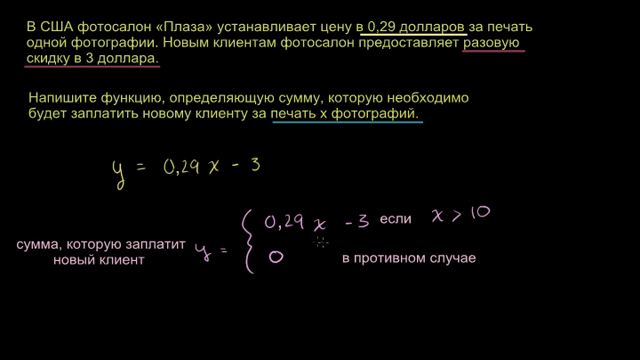 В США фотосалон «Плаза» устанавливает цену в 0,29 долларов за печать
одной фотографии. Новым клиентам фотосалон предоставляет разовую
скидку в 3 доллара.
Напишите функцию, определяющую сумму, которую необходимо
будет заплатить новому клиенту за печать x фотографий.
y = 0,29 x - 3
0,29 x - 3 если x > 10
сумма, которую заплатит
новый клиент
y =
0 в противном случае